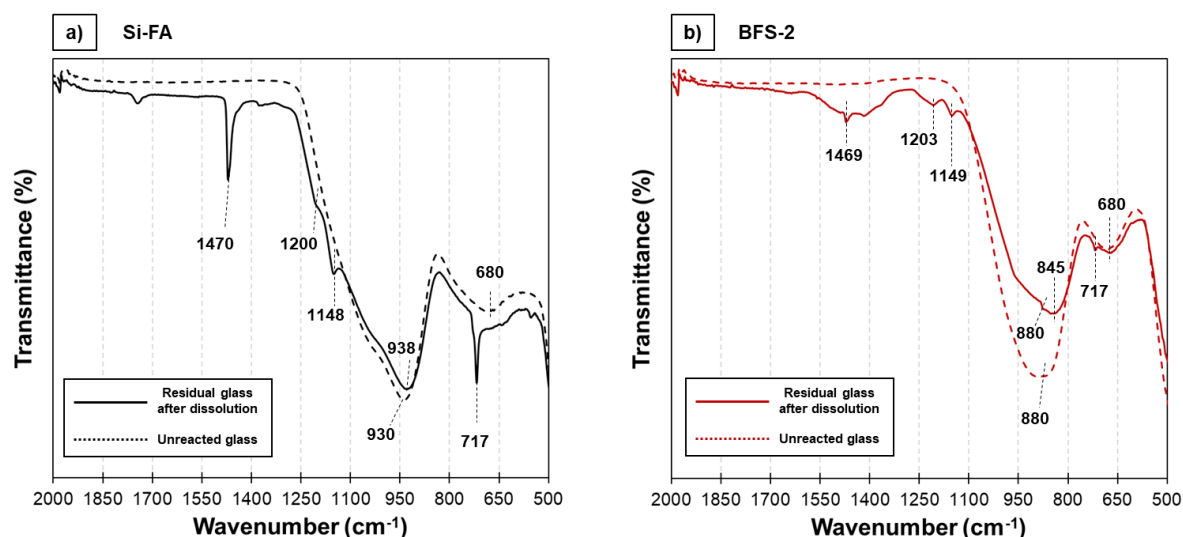 a) Si-FA
Transmittance (%)
1470
1200
1148
938
930
680
717
Residual glass
after dissolution
Unreacted glass
2000 1850 1700 1550 1400 1250 1100 950 800 650 500
Wavenumber (cm-1)
b) BFS-2
Transmittance (%)
1469
1203
1149
880
845
680
717
880
Residual glass
after dissolution
Unreacted glass
2000 1850 1700 1550 1400 1250 1100 950 800 650 500
Wavenumber (cm-1)